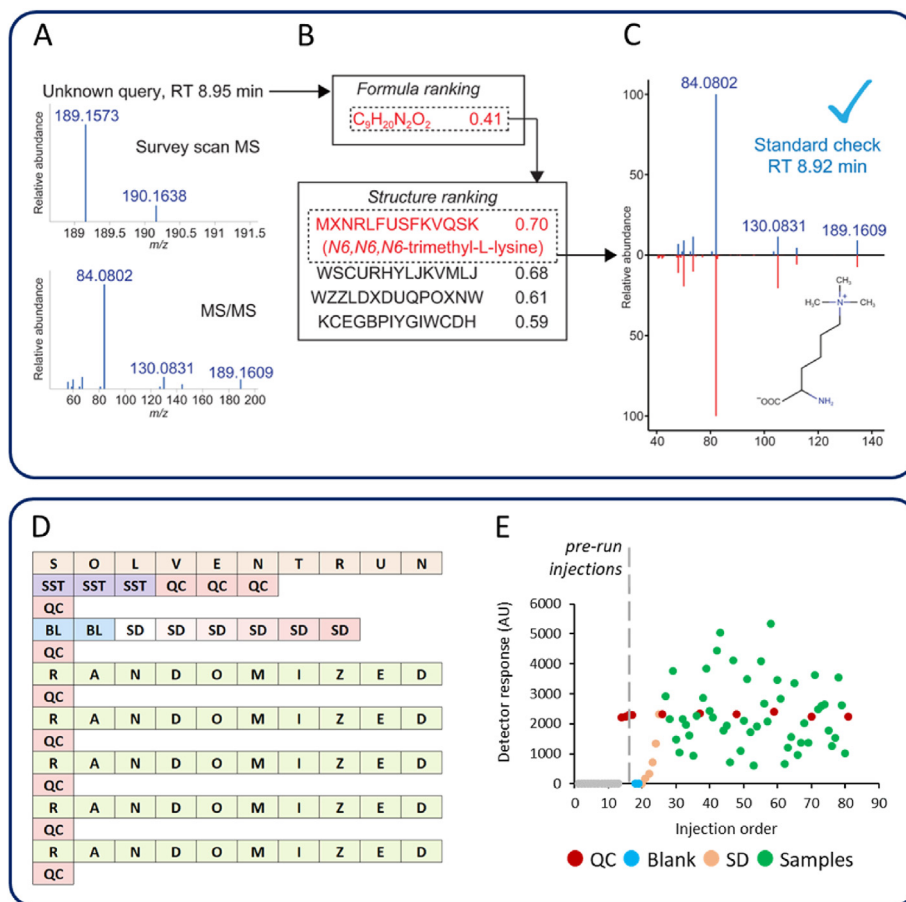 A
Unknown query, RT 8.95 min
189.1573
Survey scan MS
190.1638
Relative abundance
189 189.5 190 190.5 191 191.5
m/z
84.0802
MS/MS
130.0831
189.1609
Relative abundance
60 80 100 120 140 160 180 200
m/z
B
Formula ranking
C₉H₂₀N₂O₂ 0.41
Structure ranking
MXNRLFUSFKVQSK 0.70
(N6,N6,N6-trimethyl-L-lysine)
WSCURHYLJKVMLJ 0.68
WZZLDXDUQPOXNW 0.61
KCEGBPIYGIWCDH 0.59
C
84.0802
100
Standard check
RT 8.92 min
50
130.0831 189.1609
0
Relative abundance
50
100
CH₃
H₃C N⁺ CH₃
⁻OOC NH₂
40 60 80 100 120 140
D
S O L V E N T R U N
SST SST SST QC QC QC
QC
BL BL SD SD SD SD SD SD
QC
R A N D O M I Z E D
QC
R A N D O M I Z E D
QC
R A N D O M I Z E D
QC
R A N D O M I Z E D
QC
R A N D O M I Z E D
QC
E
pre-run
injections
Detector response (AU)
6000
5000
4000
3000
2000
1000
0
0 10 20 30 40 50 60 70 80 90
Injection order
QC Blank SD Samples